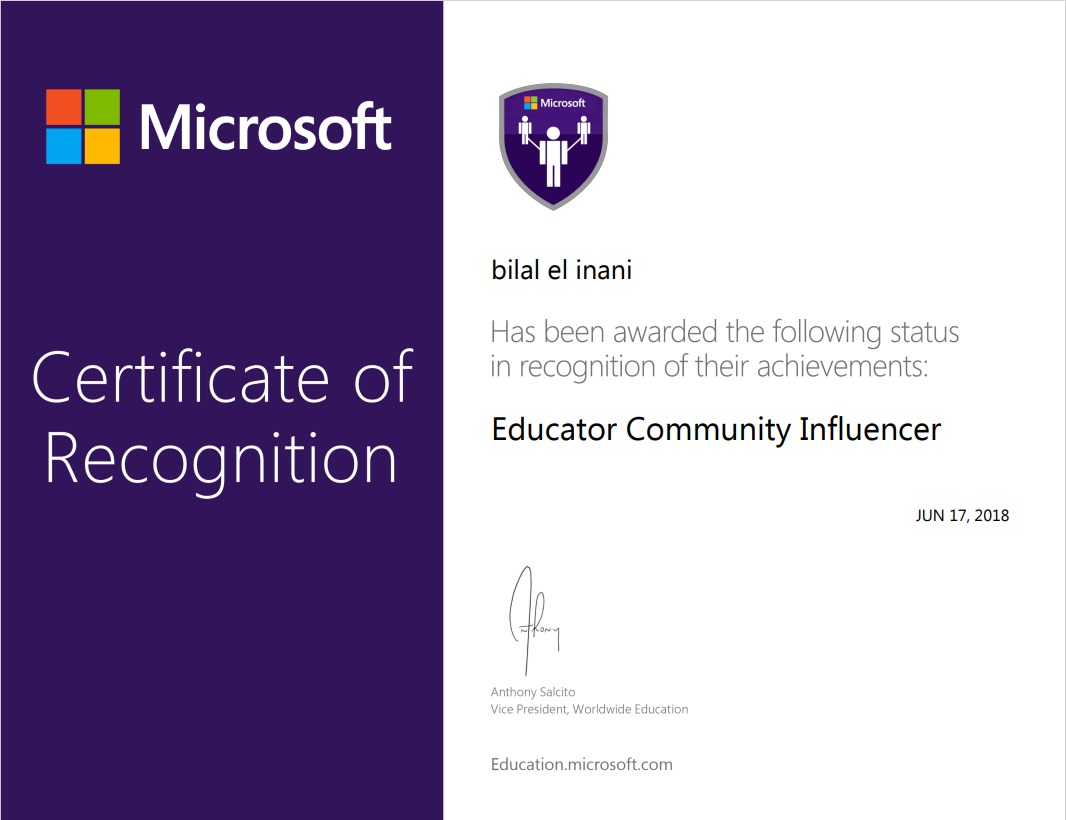 Microsoft
Certificate of
Recognition
Microsoft
bilal el inani
Has been awarded the following status
in recognition of their achievements:
Educator Community Influencer
JUN 17, 2018
Anthony
Anthony Salcito
Vice President, Worldwide Education
Education.microsoft.com